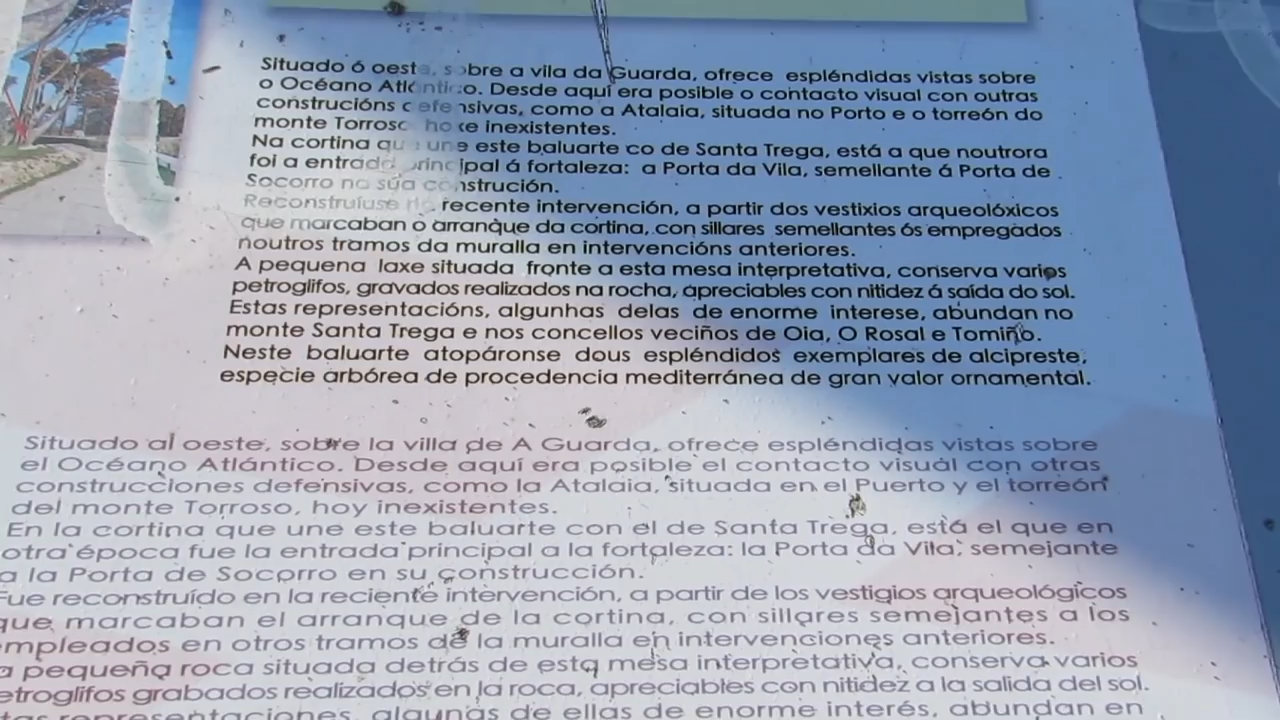 Situado ó oeste, sobre a vila da Guarda, ofrece espléndidas vistas sobre
o Océano Atlántico. Desde aquí era posible o contacto visual con outras
construcións defensivas, como a Atalaia, situada no Porto e o torreón do
monte Torroso, hoxe inexistentes.
Na cortina que une este baluarte co de Santa Trega, está a que noutrora
foi a entrada principal á fortaleza: a Porta da Vila, semellante á Porta de
Socorro na súa construción.
Reconstruíuse na recente intervención, a partir dos vestixios arqueolóxicos
que marcaban o arranque da cortina, con sillares semellantes ós empregados
noutros tramos da muralla en intervencións anteriores.
A pequena laxe situada fronte a esta mesa interpretativa, conserva varios
petroglifos, gravados realizados na rocha, apreciables con nitidez á saída do sol.
Estas representacións, algunhas delas de enorme interese, abundan no
monte Santa Trega e nos concellos veciños de Oia, O Rosal e Tomiño.
Neste baluarte atopáronse dous espléndidos exemplares de alcipreste,
especie arbórea de procedencia mediterránea de gran valor ornamental.
Situado al oeste, sobre la villa de A Guarda, ofrece espléndidas vistas sobre
el Océano Atlántico. Desde aquí era posible el contacto visual con otras
construcciones defensivas, como la Atalaia, situada en el Puerto y el torreón
del monte Torroso, hoy inexistentes.
En la cortina que une este baluarte con el de Santa Trega, está el que en
otra época fue la entrada principal a la fortaleza: la Porta da Vila, semejante
a la Porta de Socorro en su construcción.
Fue reconstruído en la reciente intervención, a partir de los vestigios arqueológicos
que marcaban el arranque de la cortina, con sillares semejantes a los
empleados en otros tramos de la muralla en intervenciones anteriores.
a pequeña roca situada detrás de esta mesa interpretativa, conserva varios
etroglifos grabados realizados en la roca, apreciables con nitidez a la salida del sol.
tas representaciones, algunas de ellas de enorme interés, abundan en